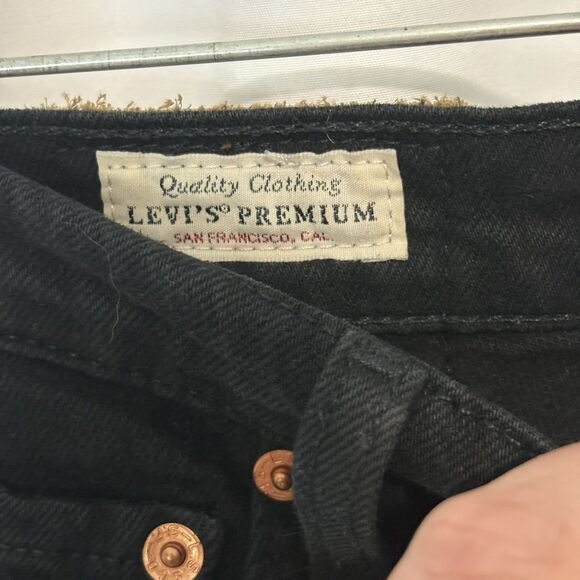 Quality Clothing
LEVI'S® PREMIUM
SAN FRANCISCO, CAL.